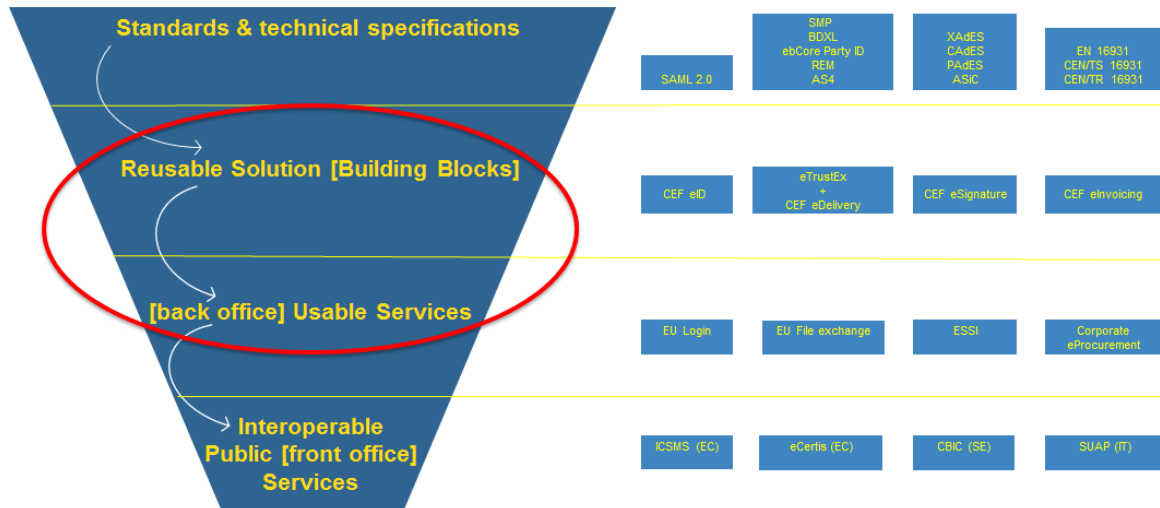 Standards & technical specifications
SAML 2.0
SMP
BDXL
ebCore Party ID
REM
AS4
XAdES
CAdES
PAdES
ASiC
EN 16931
CEN/TS 16931
CEN/TR 16931
Reusable Solution [Building Blocks]
CEF eID
eTrustEx
+
CEF eDelivery
CEF eSignature
CEF eInvoicing
[back office] Usable Services
EU Login
EU File exchange
ESSI
Corporate
eProcurement
Interoperable
Public [front office]
Services
ICSMS (EC)
eCertis (EC)
CBIC (SE)
SUAP (IT)